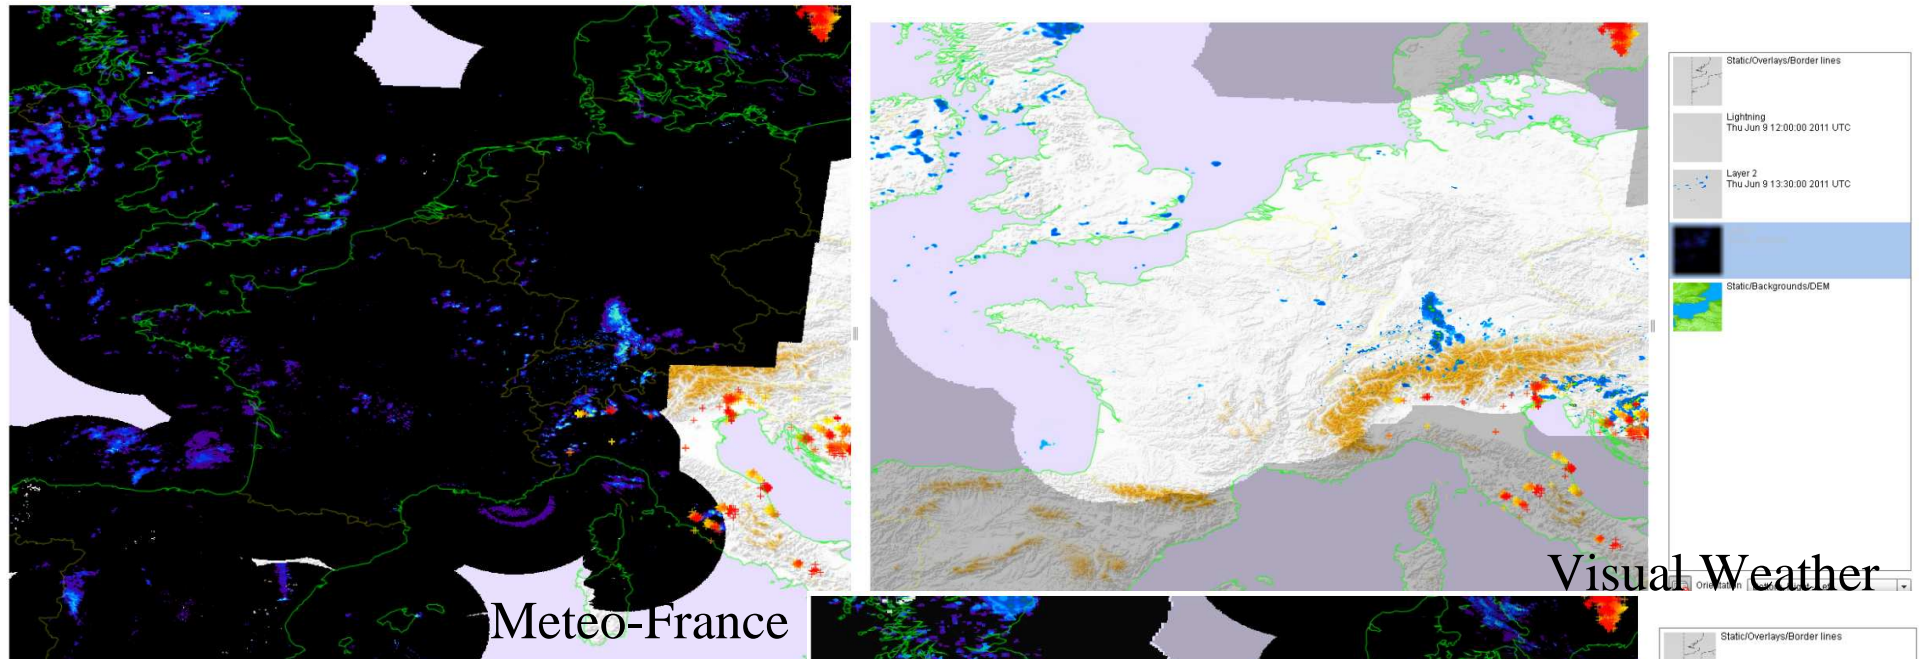 Static/Overlays/Border lines
Lightning
Thu Jun 9 12:00:00 2011 UTC
Layer 2
Thu Jun 9 13:30:00 2011 UTC
Static/Backgrounds/DEM
Visual Weather
Meteo-France
Static/Overlays/Border lines